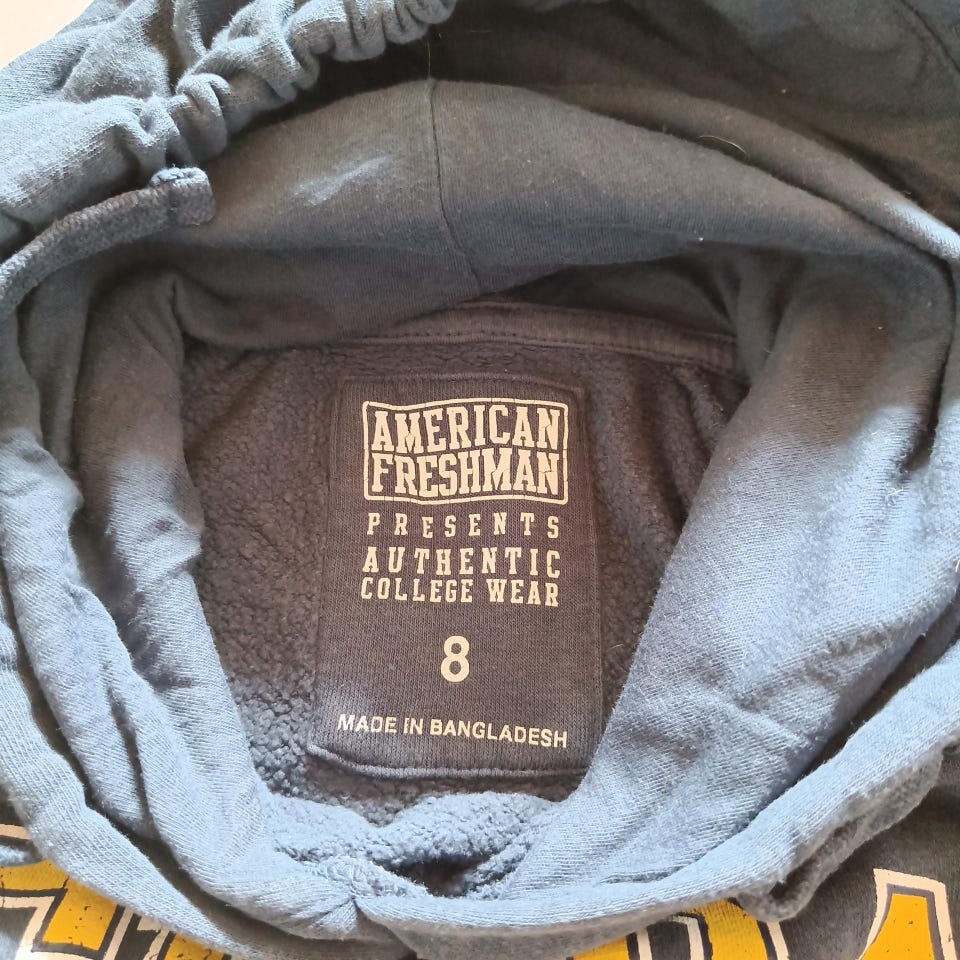 AMERICAN
FRESHMAN
PRESENTS
AUTHENTIC
COLLEGE WEAR
8
MADE IN BANGLADESH